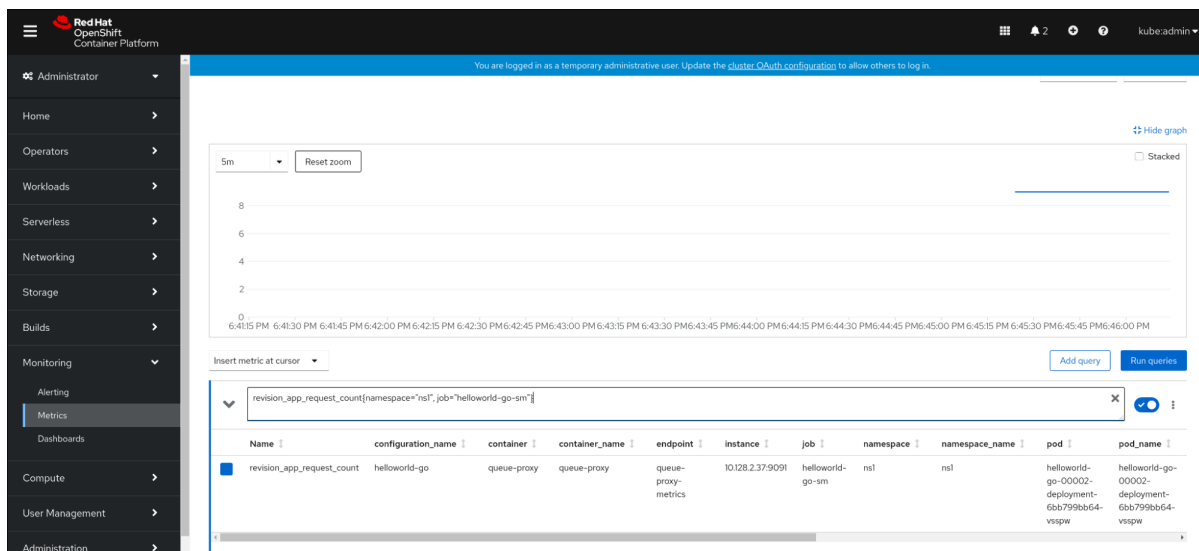 Red Hat
OpenShift
Container Platform
2
kube:admin
Administrator
You are logged in as a temporary administrative user. Update the cluster OAuth configuration to allow others to log in.
Home
Operators
Workloads
Serverless
Networking
Storage
Builds
Monitoring
Alerting
Metrics
Dashboards
Compute
User Management
Administration
Hide graph
5m
Reset zoom
Stacked
8
6
4
2
0
6:41:15 PM 6:41:30 PM 6:41:45 PM 6:42:00 PM 6:42:15 PM 6:42:30 PM 6:42:45 PM 6:43:00 PM 6:43:15 PM 6:43:30 PM 6:43:45 PM 6:44:00 PM 6:44:15 PM 6:44:30 PM 6:44:45 PM 6:45:00 PM 6:45:15 PM 6:45:30 PM 6:45:45 PM 6:46:00 PM
Insert metric at cursor
Add query
Run queries
revision_app_request_count{namespace="ns1", job="helloworld-go-sm"}
Name configuration_name container container_name endpoint instance job namespace namespace_name pod pod_name
revision_app_request_count helloworld-go queue-proxy queue-proxy queue- 10.128.2.37:9091 helloworld- ns1 ns1 helloworld- helloworld-go-
proxy- go-sm go-00002- 00002-
metrics deployment- deployment-
6bb799bb64- 6bb799bb64-
vsspw vsspw